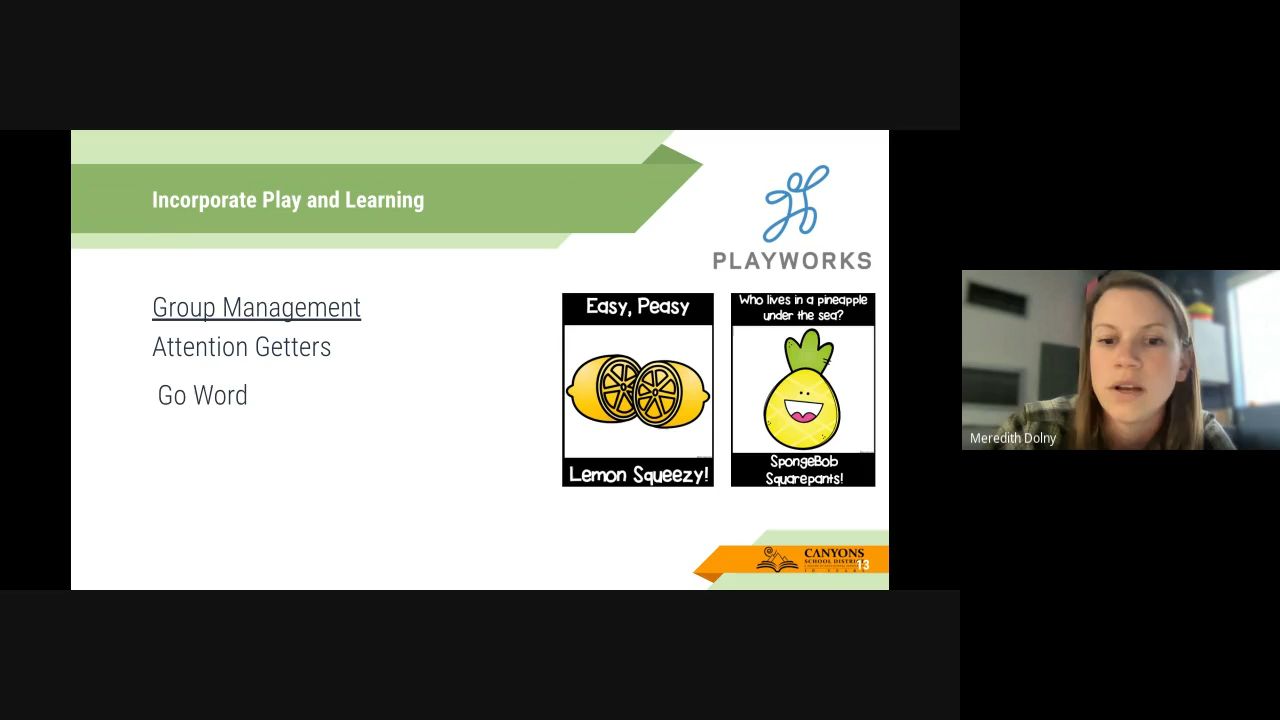 Incorporate Play and Learning
PLAYWORKS
Group Management
Attention Getters
Go Word
Easy, Peasy
Lemon Squeezy!
Who lives in a pineapple
under the sea?
SpongeBob
Squarepants!
CANYONS
SCHOOL DISTRICT
13
Meredith Dolny